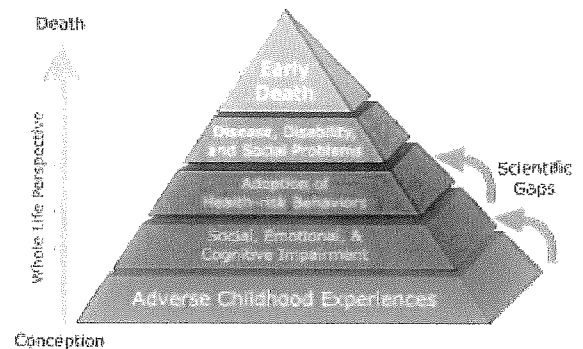 Death
Early
Death
Disease, Disability,
and Social Problems
Adoption of
Health-risk Behaviors
Social, Emotional, &
Cognitive Impairment
Adverse Childhood Experiences
Scientific
Gaps
Whole Life Perspective
Conception